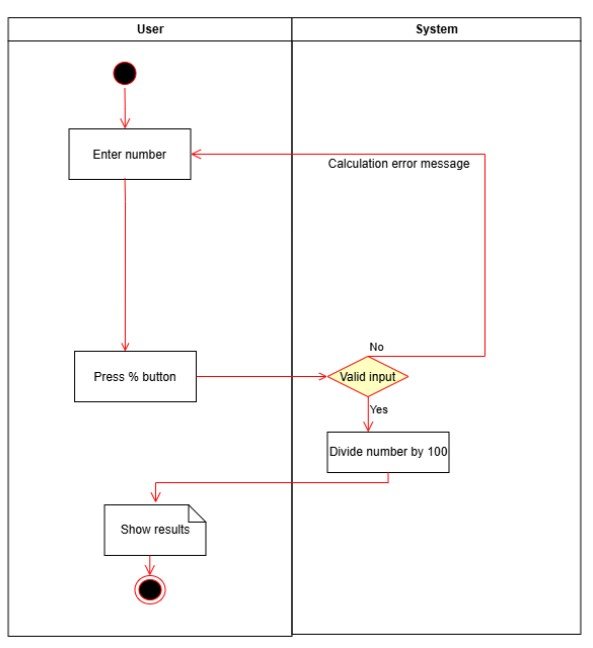 User
System
Enter number
Calculation error message
No
Press % button
Valid input
Yes
Divide number by 100
Show results